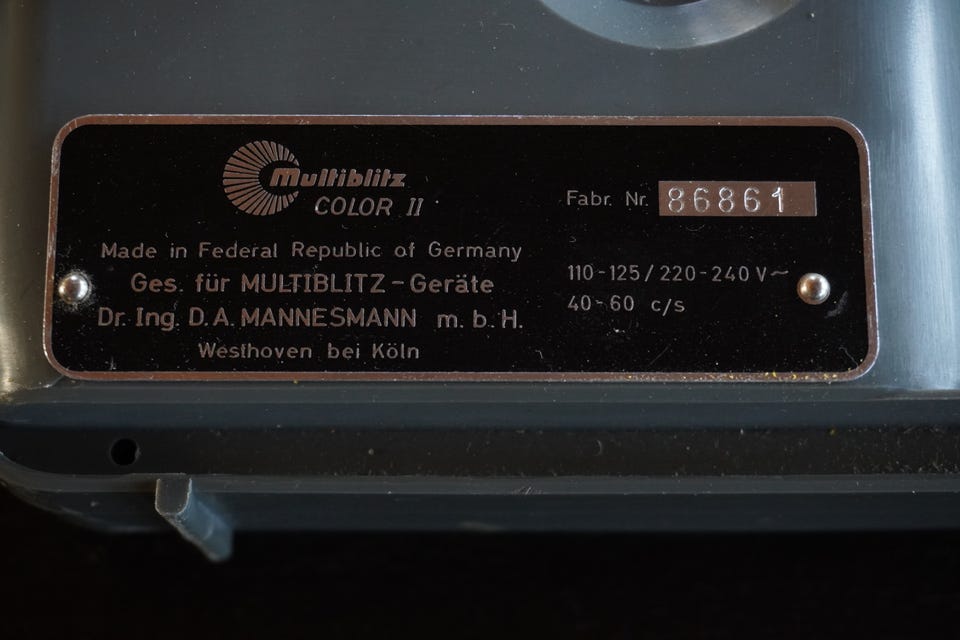 Multiblitz
COLOR II
Made in Federal Republic of Germany
Ges. für MULTIBLITZ-Geräte
Dr. Ing. D.A. MANNESMANN m.b.H.
Westhoven bei Köln
Fabr. Nr. 86861
110-125/220-240 V~
40-60 c/s